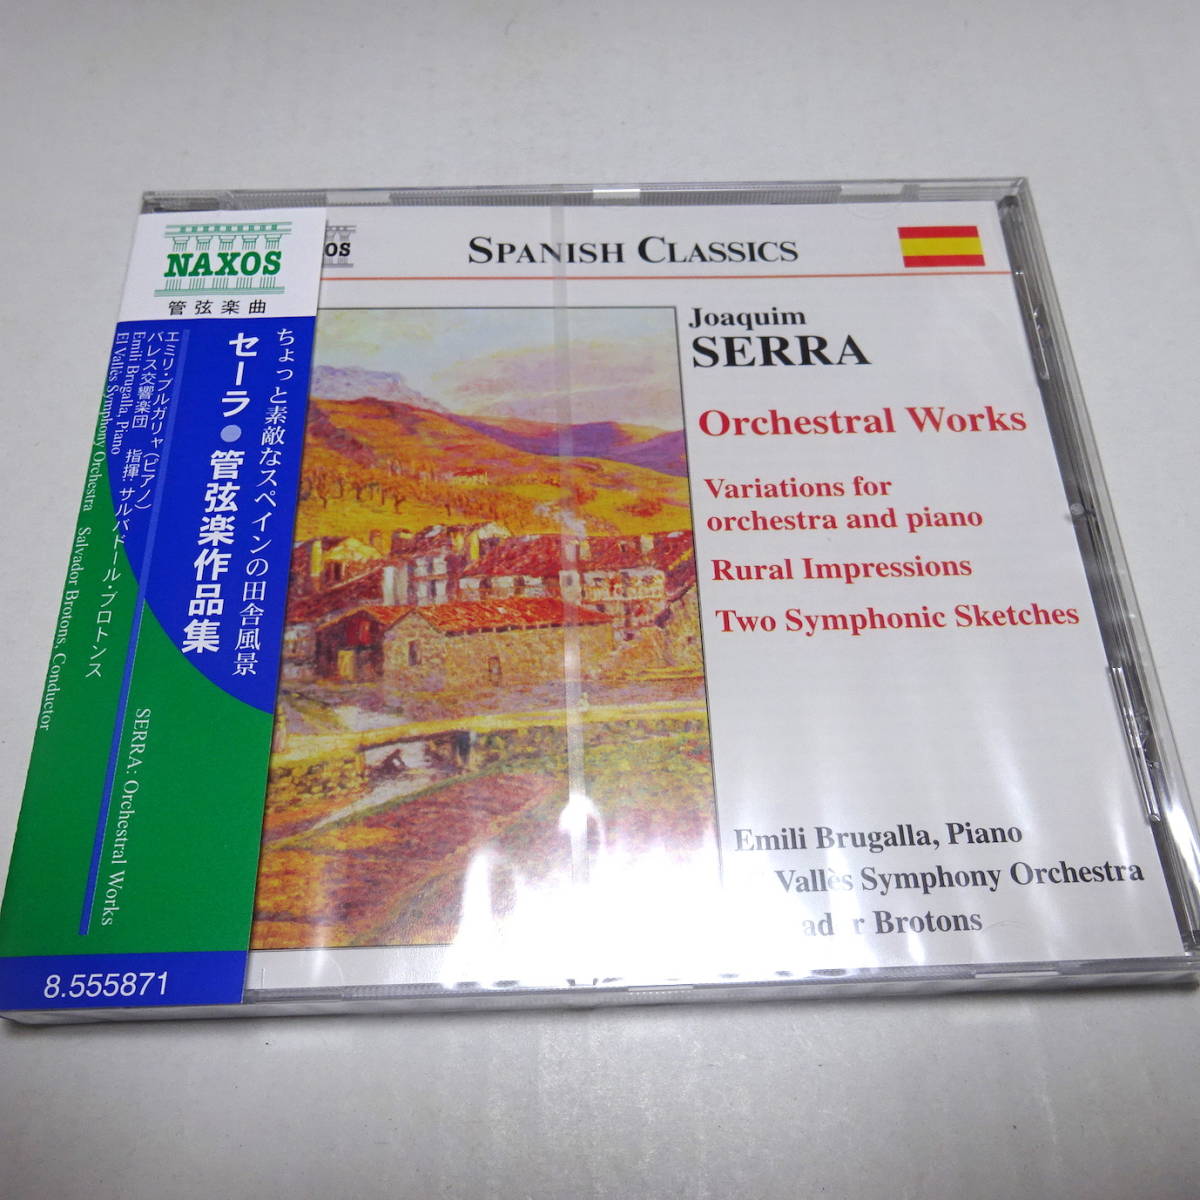 NAXOS
管弦楽曲
ちょっと素敵なスペインの田舎風景
セーラ●管弦楽作品集
SERRA: Orchestral Works
エミリ・ブルガリャ(ピアノ)
バレス交響楽団 指揮:サルバドール・ブロトンス
Emili Brugalla, Piano
El Vallès Symphony Orchestra Salvador Brotons, Conductor
8.555871
OS
SPANISH CLASSICS
Joaquim
SERRA
Orchestral Works
Variations for
orchestra and piano
Rural Impressions
Two Symphonic Sketches
Emili Brugalla, Piano
Vallès Symphony Orchestra
Brotons